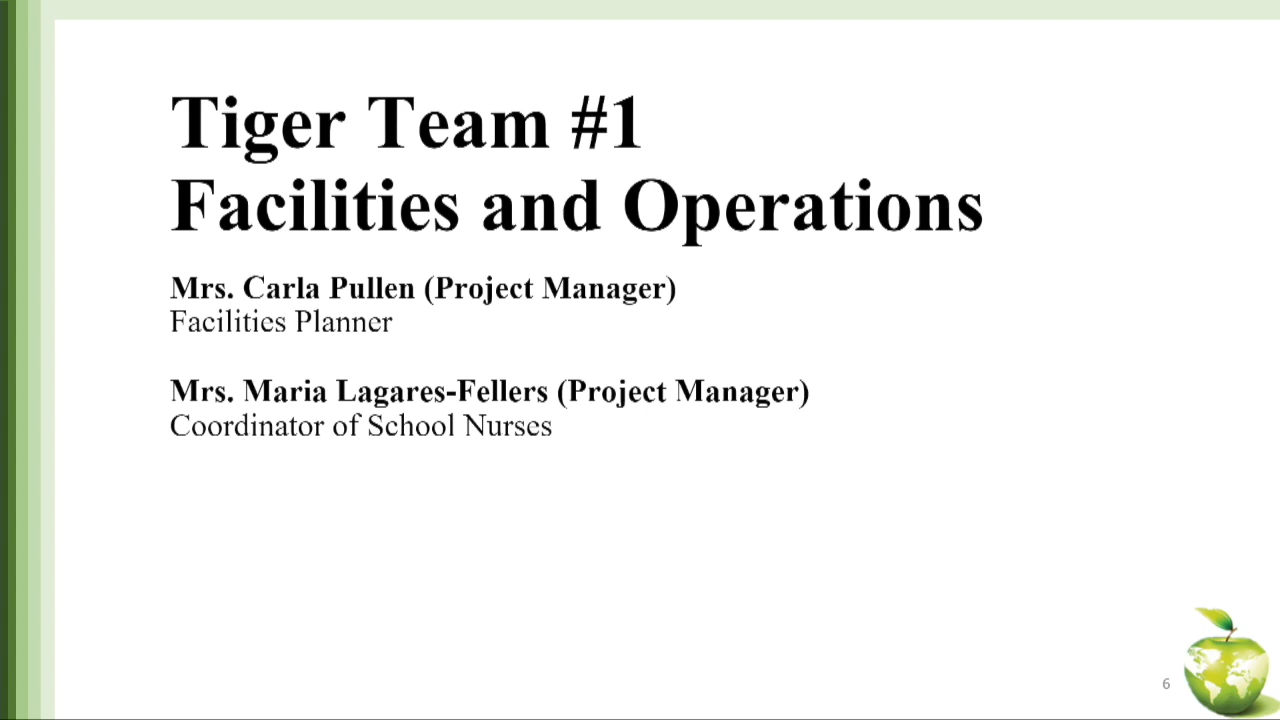 Tiger Team #1
Facilities and Operations
Mrs. Carla Pullen (Project Manager)
Facilities Planner
Mrs. Maria Lagares-Fellers (Project Manager)
Coordinator of School Nurses
6